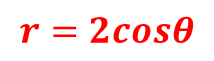 r = 2cosθ